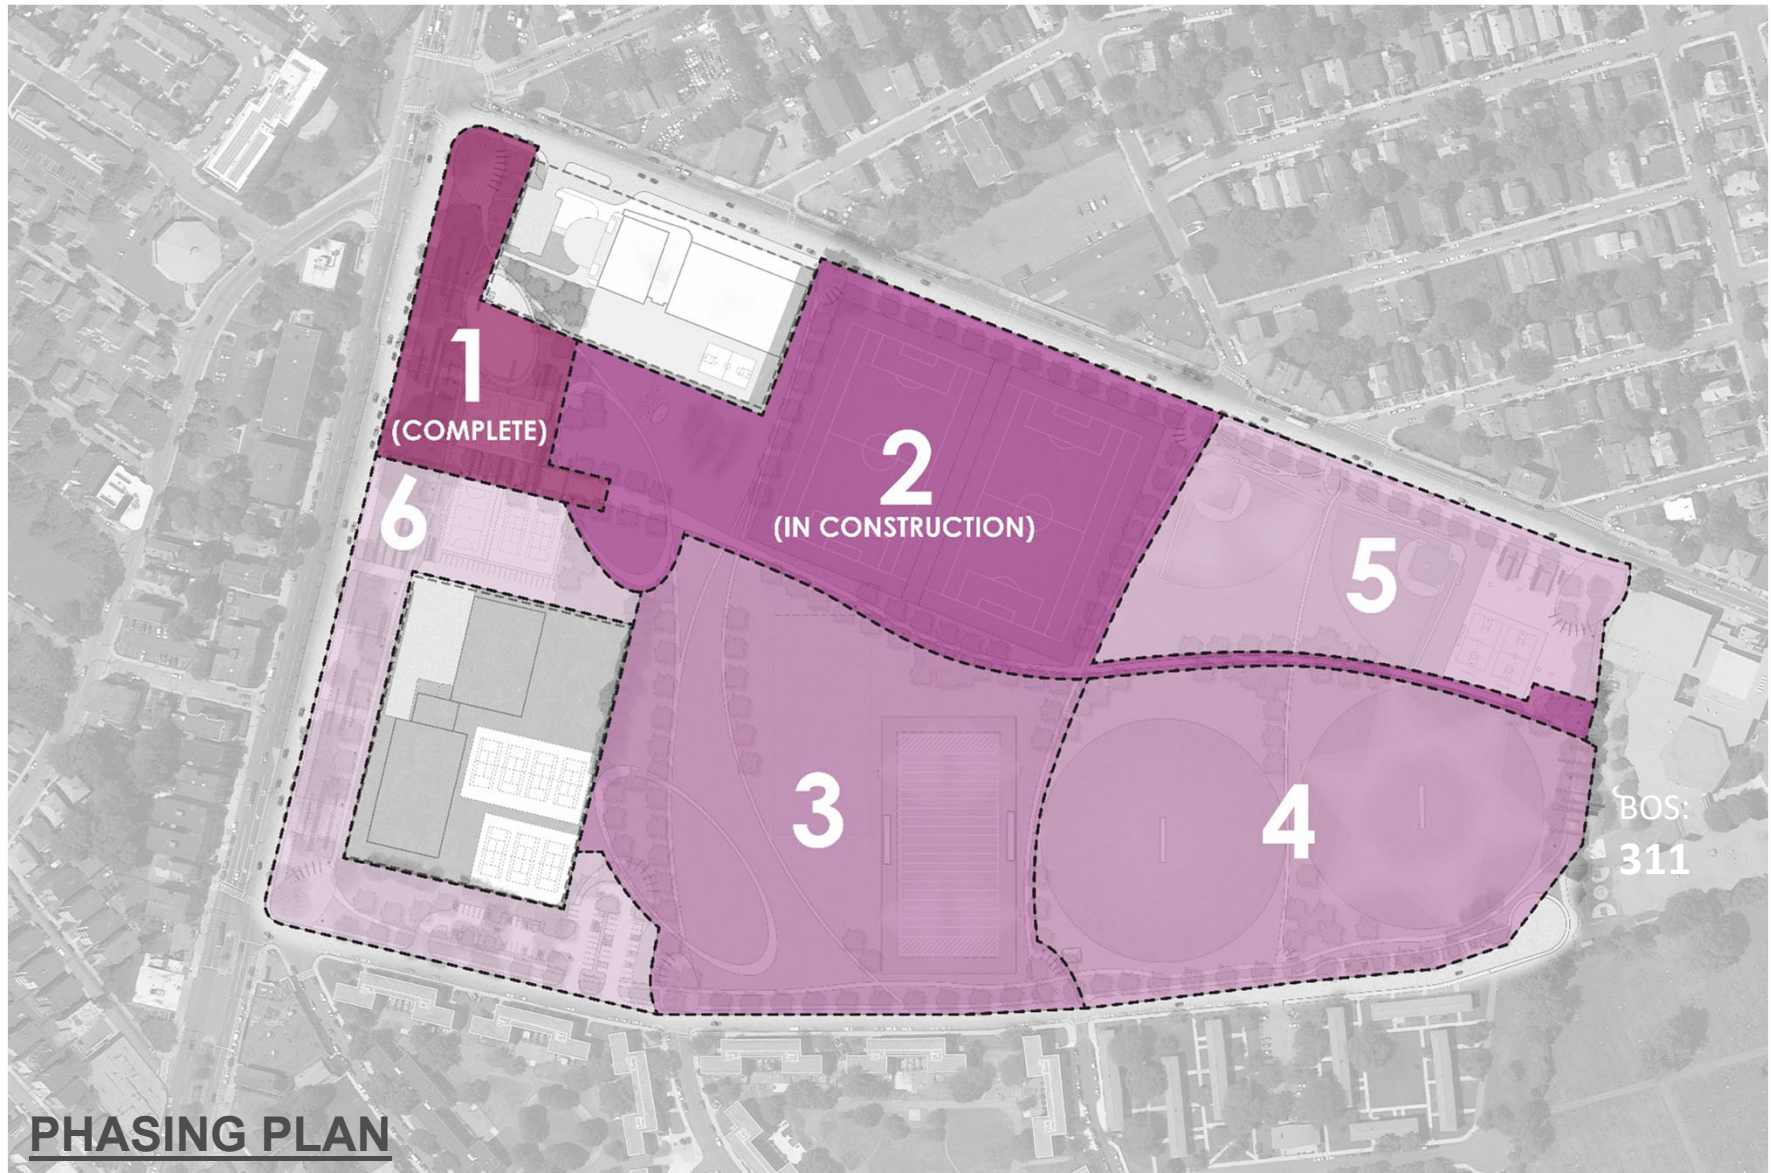 1
(COMPLETE)
2
(IN CONSTRUCTION)
6
5
3
4
BOS:
311
PHASING PLAN